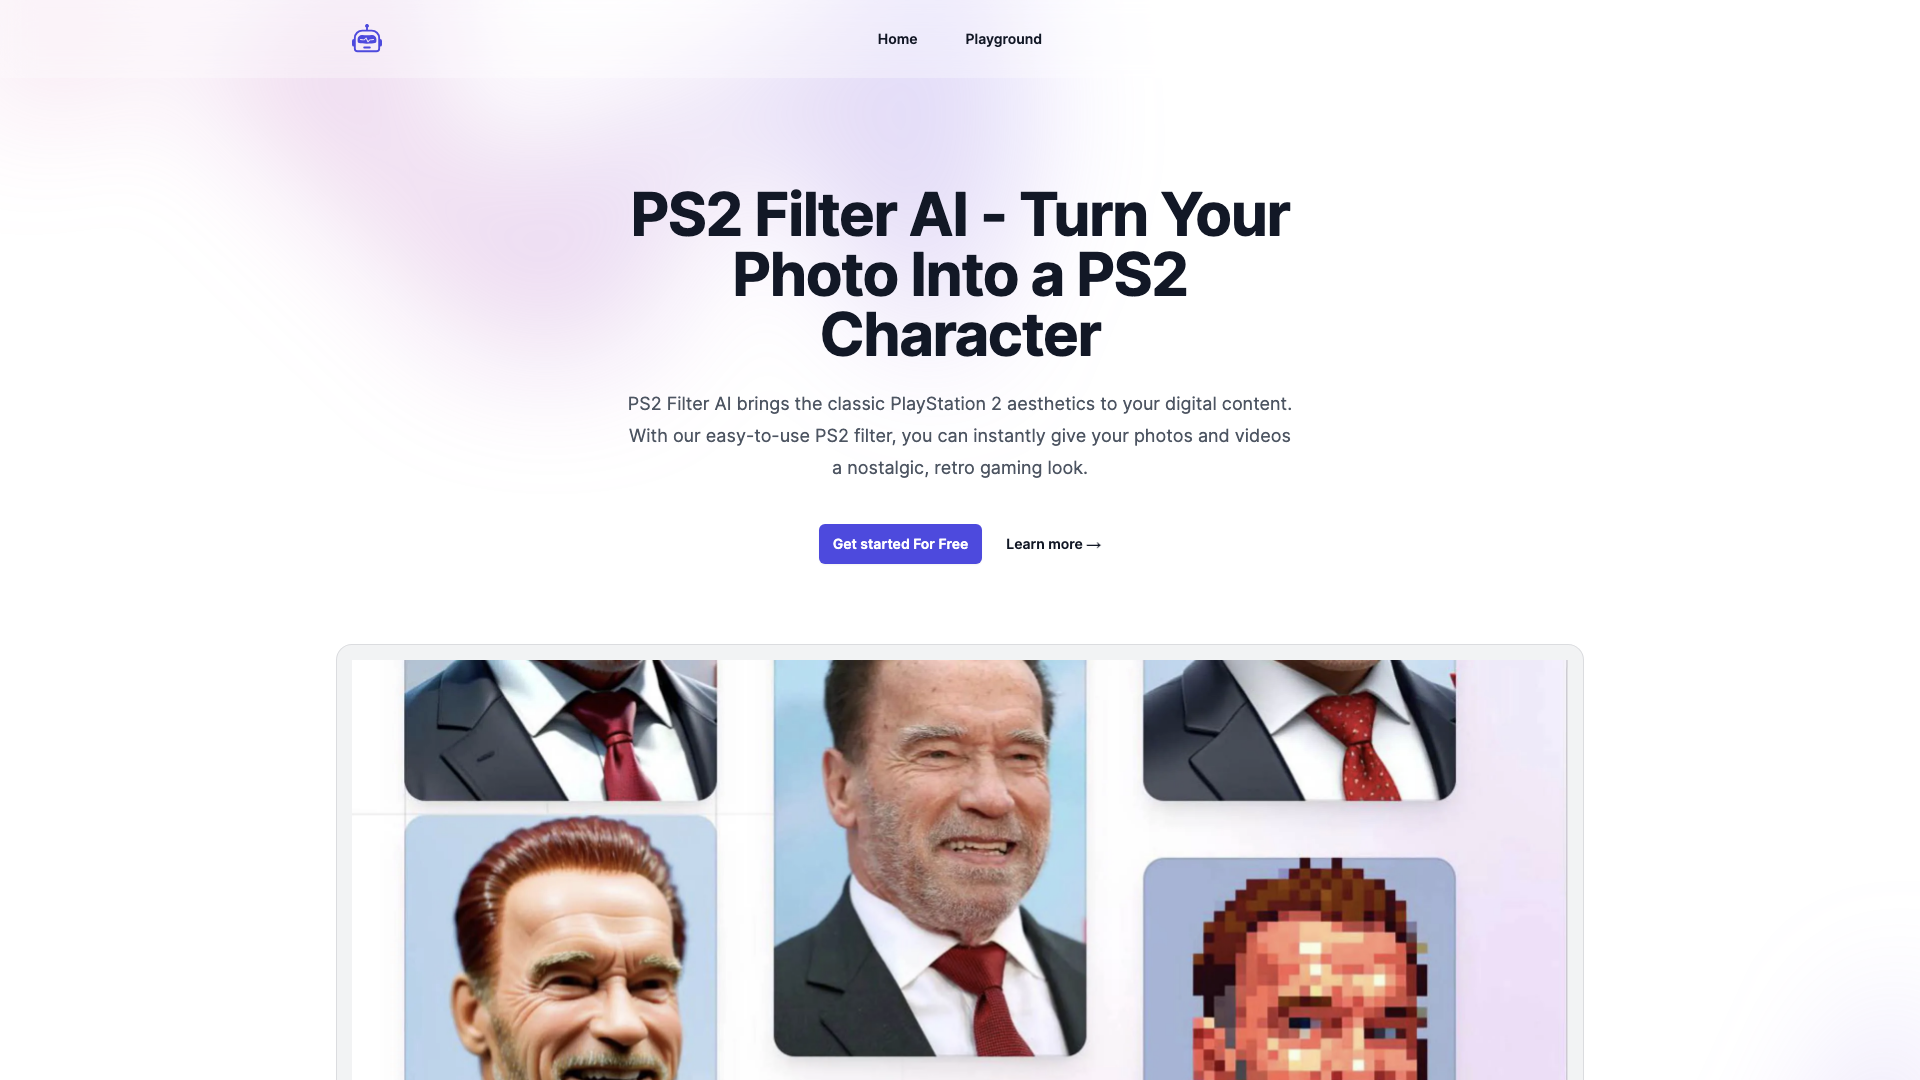 Home
Playground
PS2 Filter AI - Turn Your
Photo Into a PS2
Character
PS2 Filter AI brings the classic PlayStation 2 aesthetics to your digital content.
With our easy-to-use PS2 filter, you can instantly give your photos and videos
a nostalgic, retro gaming look.
Get started For Free
Learn more →